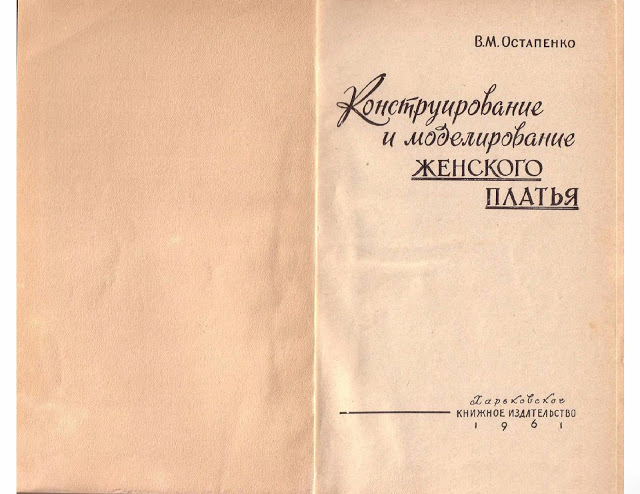 В.М. Остапенко
Конструирование
и моделирование
ЖЕНСКОГО
ПЛАТЬЯ
Харьковское
КНИЖНОЕ ИЗДАТЕЛЬСТВО
1961